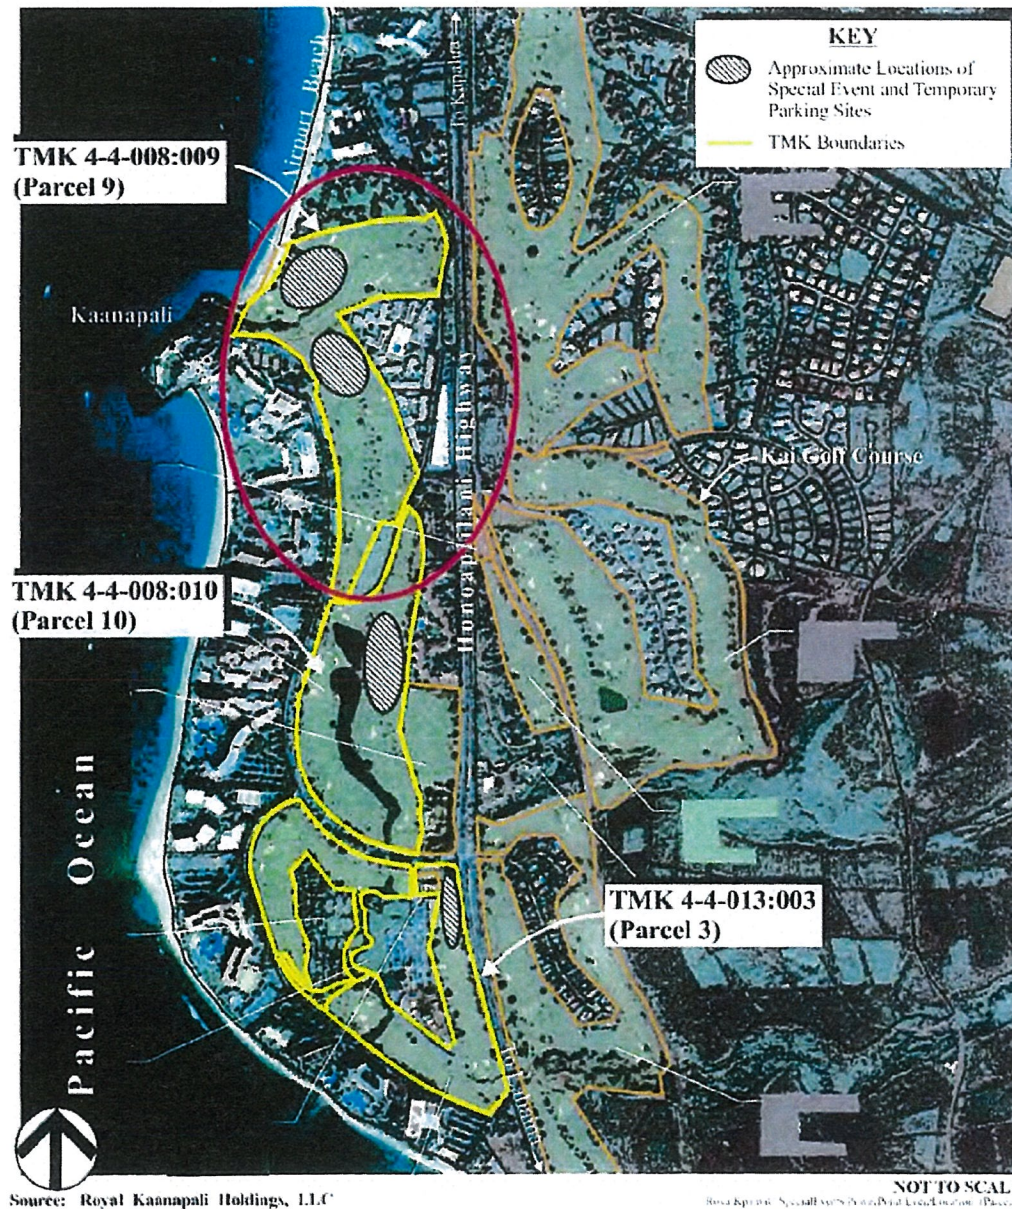 KEY
Approximate Locations of
Special Event and Temporary
Parking Sites
TMK Boundaries
Airport Beach
To Kapalua
TMK 4-4-008:009
(Parcel 9)
Kaanapali
Honoapiilani Highway
Kai Golf Course
TMK 4-4-008:010
(Parcel 10)
Pacific Ocean
TMK 4-4-013:003
(Parcel 3)
Source: Royal Kaanapali Holdings, LLC
NOT TO SCAL